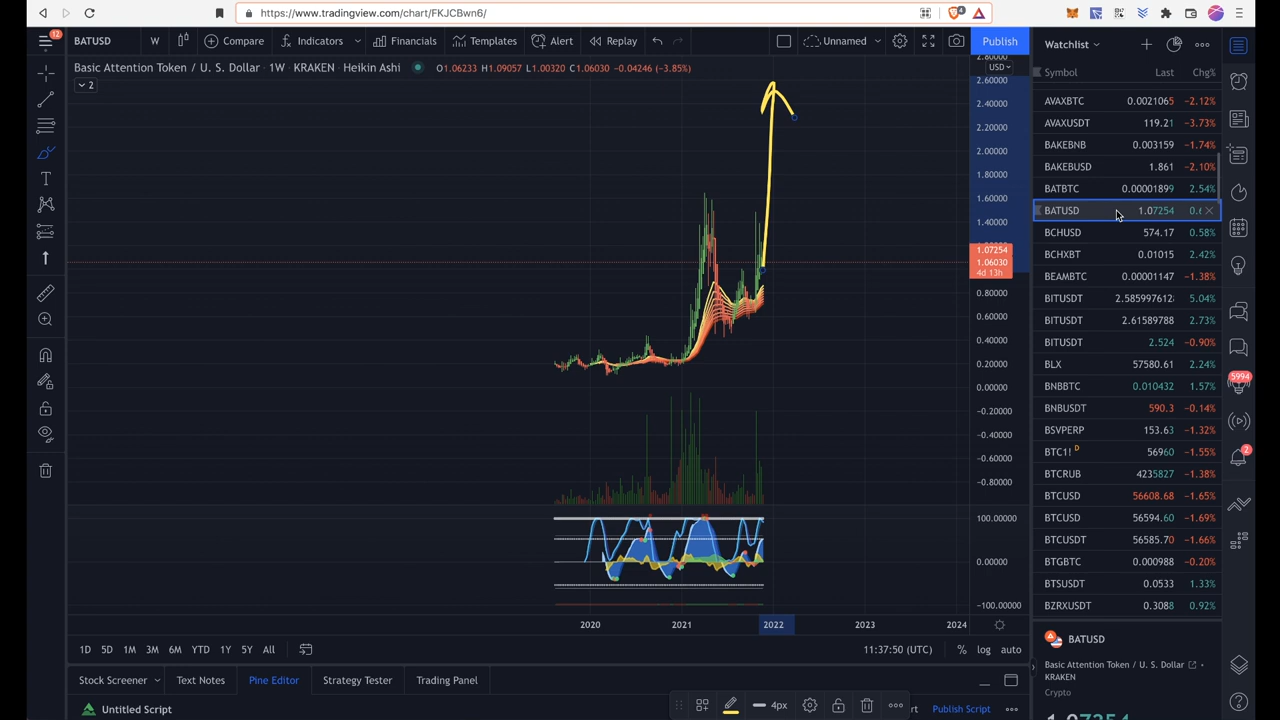 https://www.tradingview.com/chart/FKJCBwn6/
4
12
BATUSD
W
Compare
Indicators
Financials
Templates
Alert
Replay
Unnamed
Publish
Watchlist
Basic Attention Token / U. S. Dollar · 1W · KRAKEN · Heikin Ashi
O1.06233 H1.09057 L1.00320 C1.06030 −0.04246 (−3.85%)
2
USD
2.80000
2.60000
2.40000
2.20000
2.00000
1.80000
1.60000
1.40000
1.07254
1.06030
4d 13h
0.80000
0.60000
0.40000
0.20000
0.00000
−0.20000
−0.40000
−0.60000
−0.80000
100.00000
0.00000
−100.00000
2020
2021
2022
2023
2024
Symbol Last Chg%
AVAXBTC 0.0021065 −2.12%
AVAXUSDT 119.21 −3.73%
BAKEBNB 0.003159 −1.74%
BAKEBUSD 1.861 −2.10%
BATBTC 0.00001899 2.54%
BATUSD 1.07254
BCHUSD 574.17 0.58%
BCHXBT 0.01015 2.42%
BEAMBTC 0.00001147 −1.38%
BITUSDT 2.585997612 5.04%
BITUSDT 2.61589788 2.73%
BITUSDT 2.524 −0.90%
BLX 57580.61 2.24%
BNBBTC 0.010432 1.57%
BNBUSDT 590.3 −0.14%
BSVPERP 153.63 −1.32%
BTC1! D 56960 −1.55%
BTCRUB 4235827 −1.38%
BTCUSD 56608.68 −1.65%
BTCUSD 56594.60 −1.69%
BTCUSDT 56585.70 −1.66%
BTGBTC 0.000988 −0.20%
BTSUSDT 0.0533 1.33%
BZRXUSDT 0.3088 0.92%
5994
2
BATUSD
Basic Attention Token / U. S. Dollar
KRAKEN
Crypto
1D 5D 1M 3M 6M YTD 1Y 5Y All
11:37:50 (UTC)
% log auto
Stock Screener
Text Notes
Pine Editor
Strategy Tester
Trading Panel
Untitled Script
4px
Publish Script